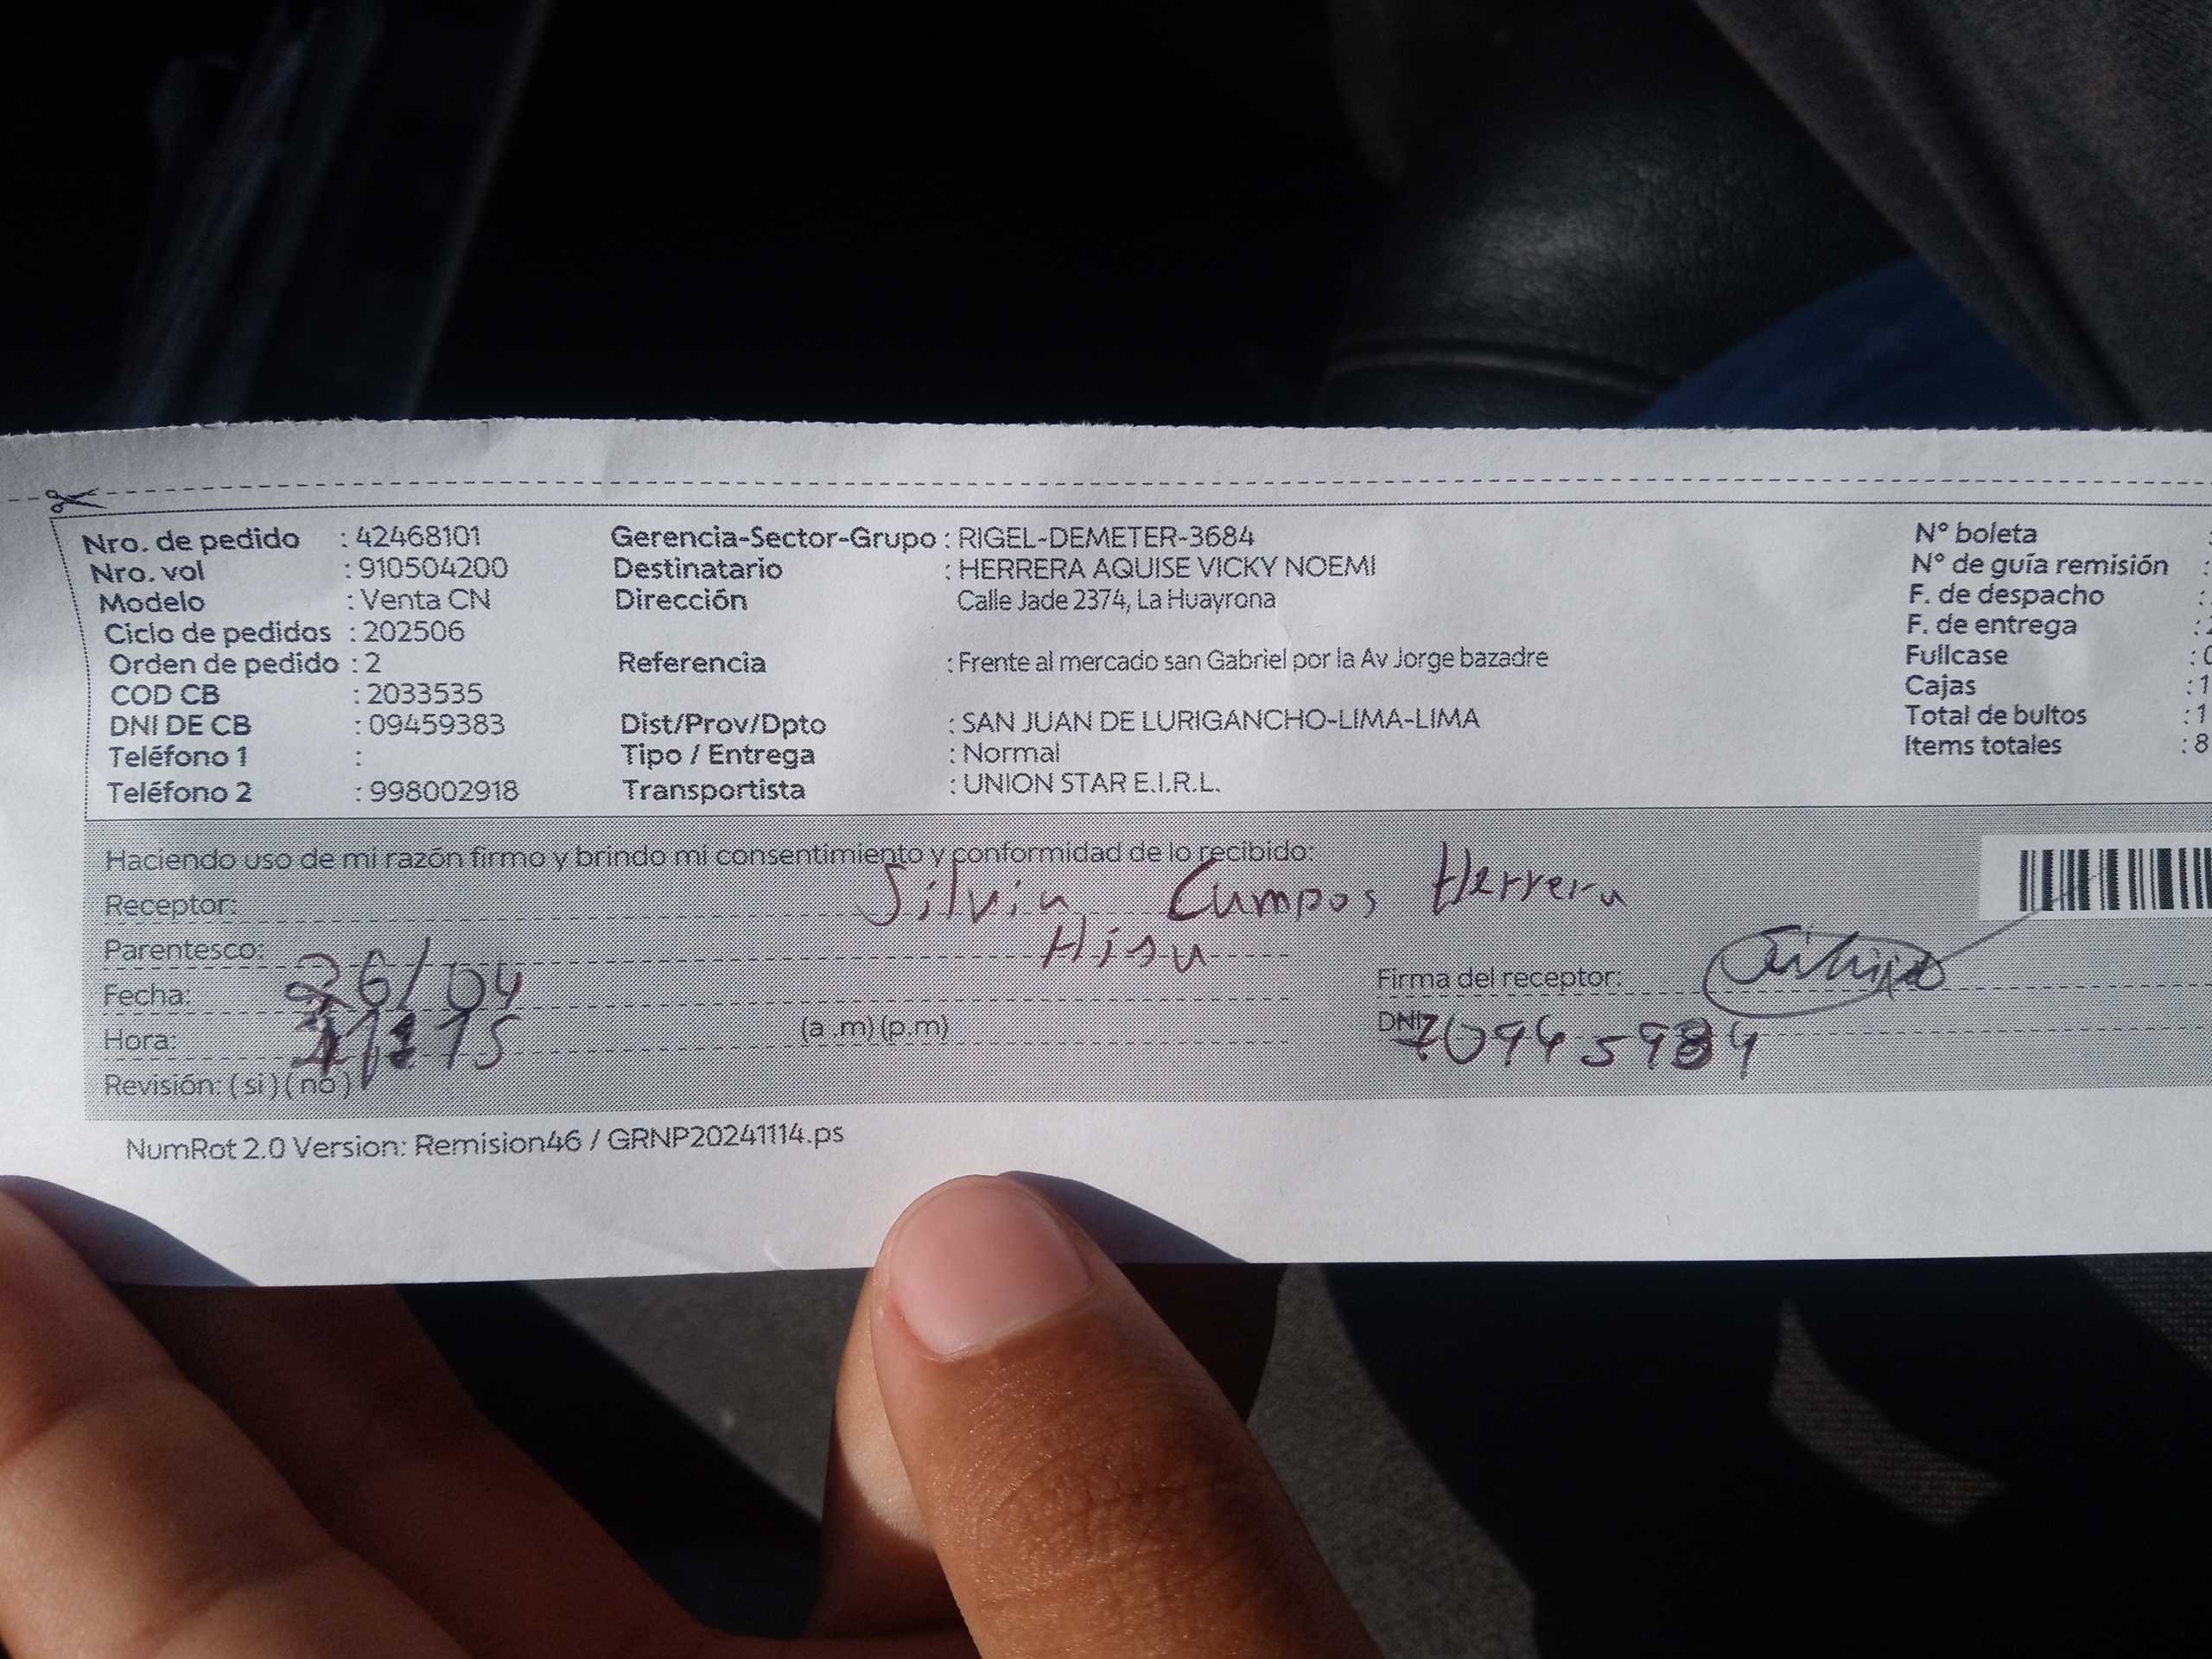 Nro. de pedido : 42468101 Gerencia-Sector-Grupo : RIGEL-DEMETER-3684 N° boleta :
Nro. vol : 910504200 Destinatario : HERRERA AQUISE VICKY NOEMI N° de guía remisión :
Modelo : Venta CN Dirección Calle Jade 2374, La Huayrona F. de despacho :
Ciclo de pedidos : 202506 F. de entrega :
Orden de pedido : 2 Referencia : Frente al mercado san Gabriel por la Av Jorge bazadre Fullcase : 0
COD CB : 2033535 Cajas : 1
DNI DE CB : 09459383 Dist/Prov/Dpto : SAN JUAN DE LURIGANCHO-LIMA-LIMA Total de bultos : 1
Teléfono 1 : Tipo / Entrega : Normal Items totales : 8
Teléfono 2 : 998002918 Transportista : UNION STAR E.I.R.L.
Haciendo uso de mi razón firmo y brindo mi consentimiento y conformidad de lo recibido:
Receptor: Silvia Campos Herrera
Parentesco: Hisa
Fecha: 26/04 Firma del receptor:
Hora: (a .m) (p.m) DNI:
Revisión: ( si ) ( no )
NumRot 2.0 Version: Remision46 / GRNP20241114.ps